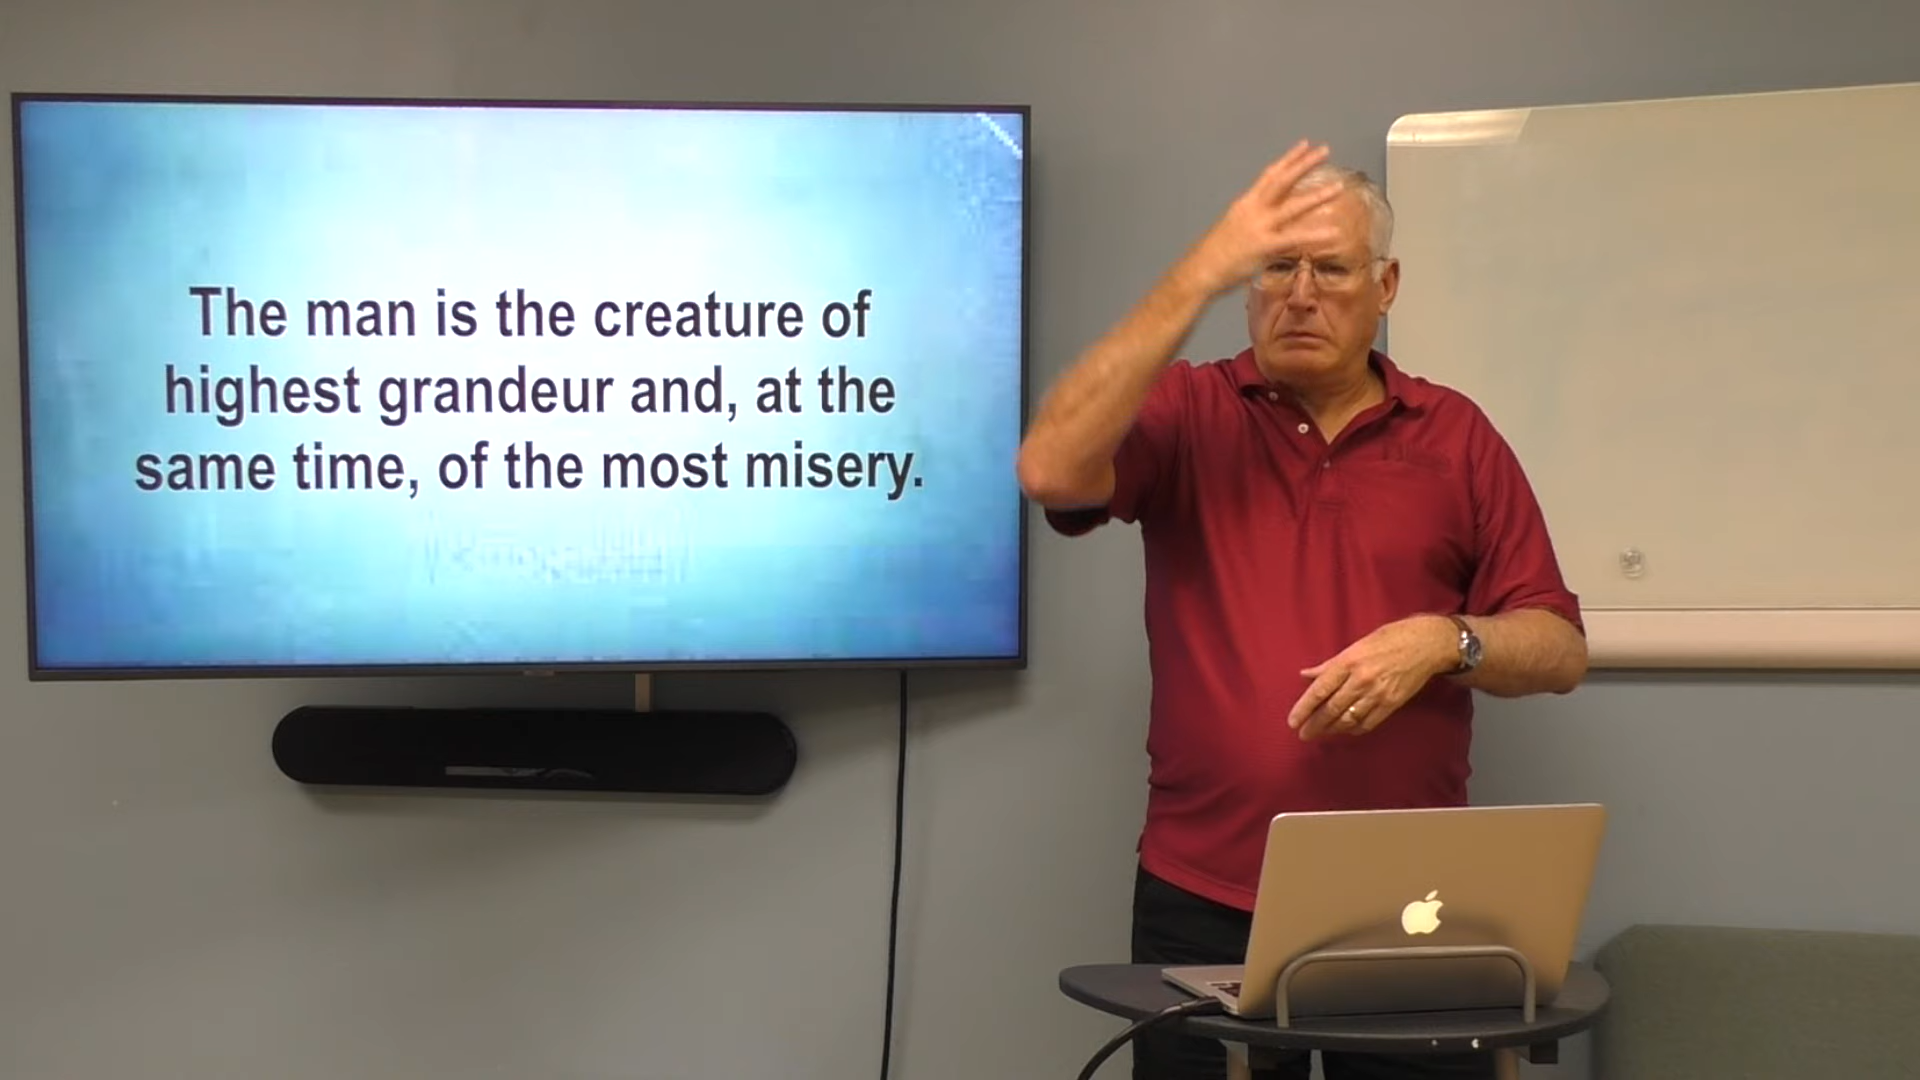 The man is the creature of
highest grandeur and, at the
same time, of the most misery.